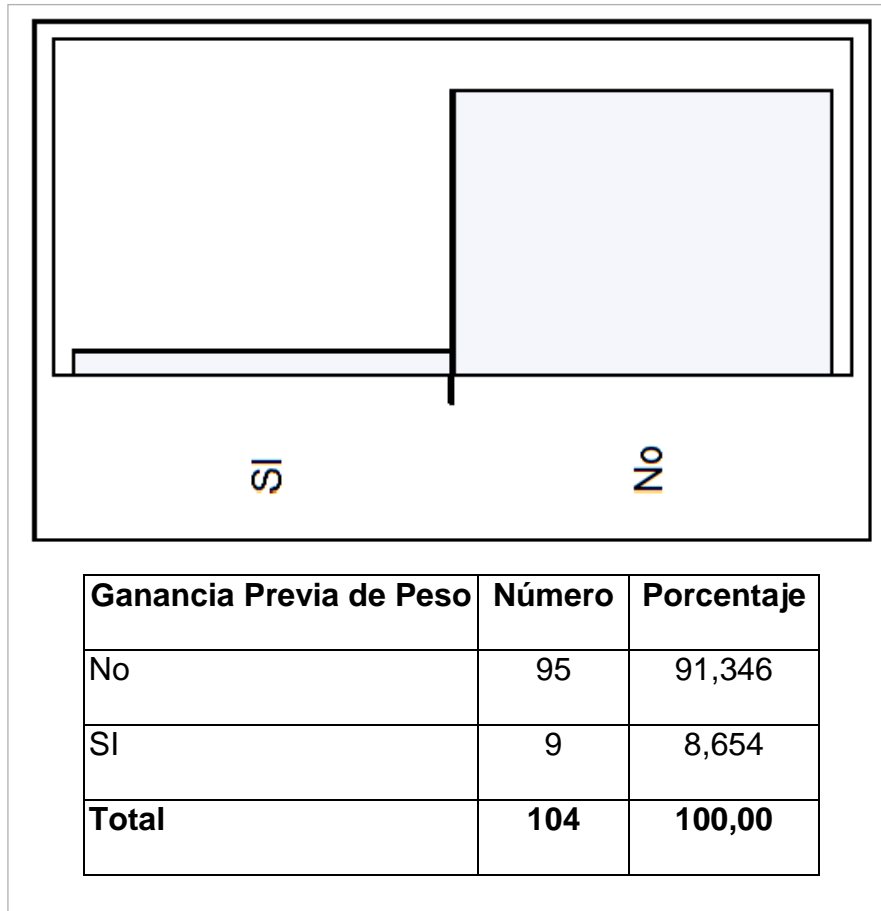 SI
No
Ganancia Previa de Peso Número Porcentaje
No 95 91,346
SI 9 8,654
Total 104 100,00